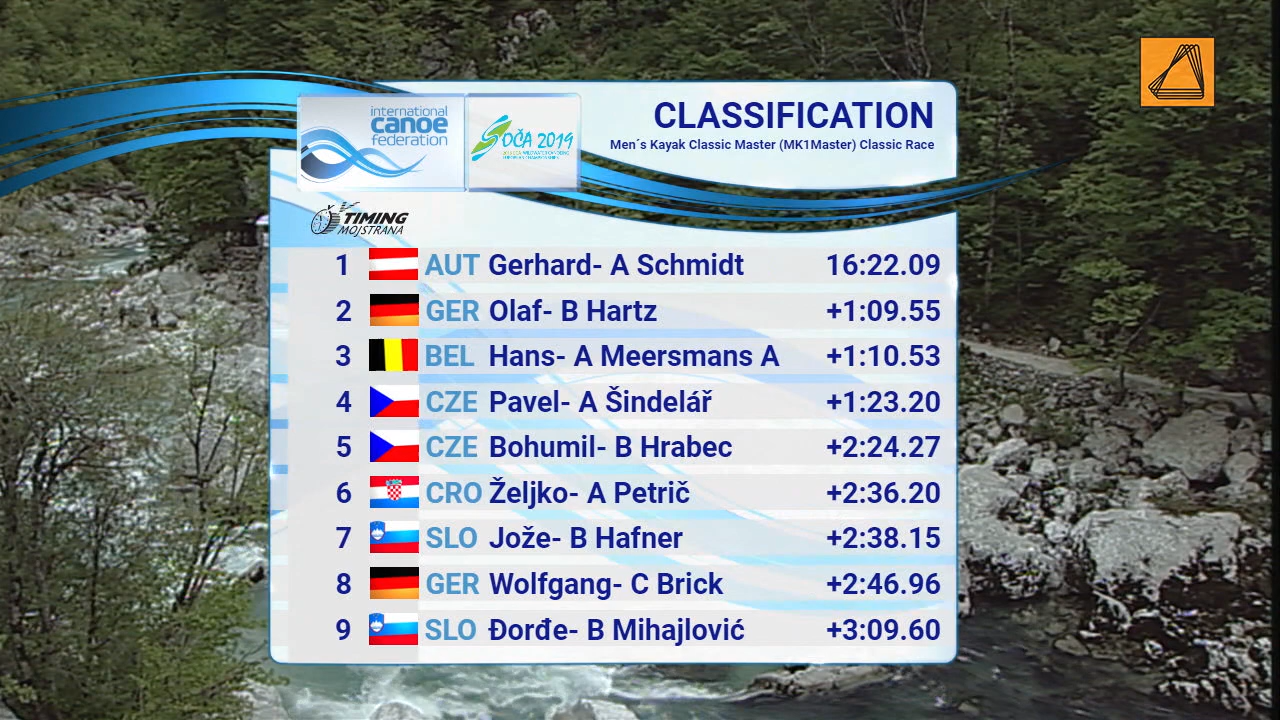 international
canoe
federation
SOČA 2019
CLASSIFICATION
Men´s Kayak Classic Master (MK1Master) Classic Race
TIMING
MOJSTRANA
1 AUT Gerhard- A Schmidt 16:22.09
2 GER Olaf- B Hartz +1:09.55
3 BEL Hans- A Meersmans A +1:10.53
4 CZE Pavel- A Šindelář +1:23.20
5 CZE Bohumil- B Hrabec +2:24.27
6 CRO Željko- A Petrič +2:36.20
7 SLO Jože- B Hafner +2:38.15
8 GER Wolfgang- C Brick +2:46.96
9 SLO Đorđe- B Mihajlović +3:09.60